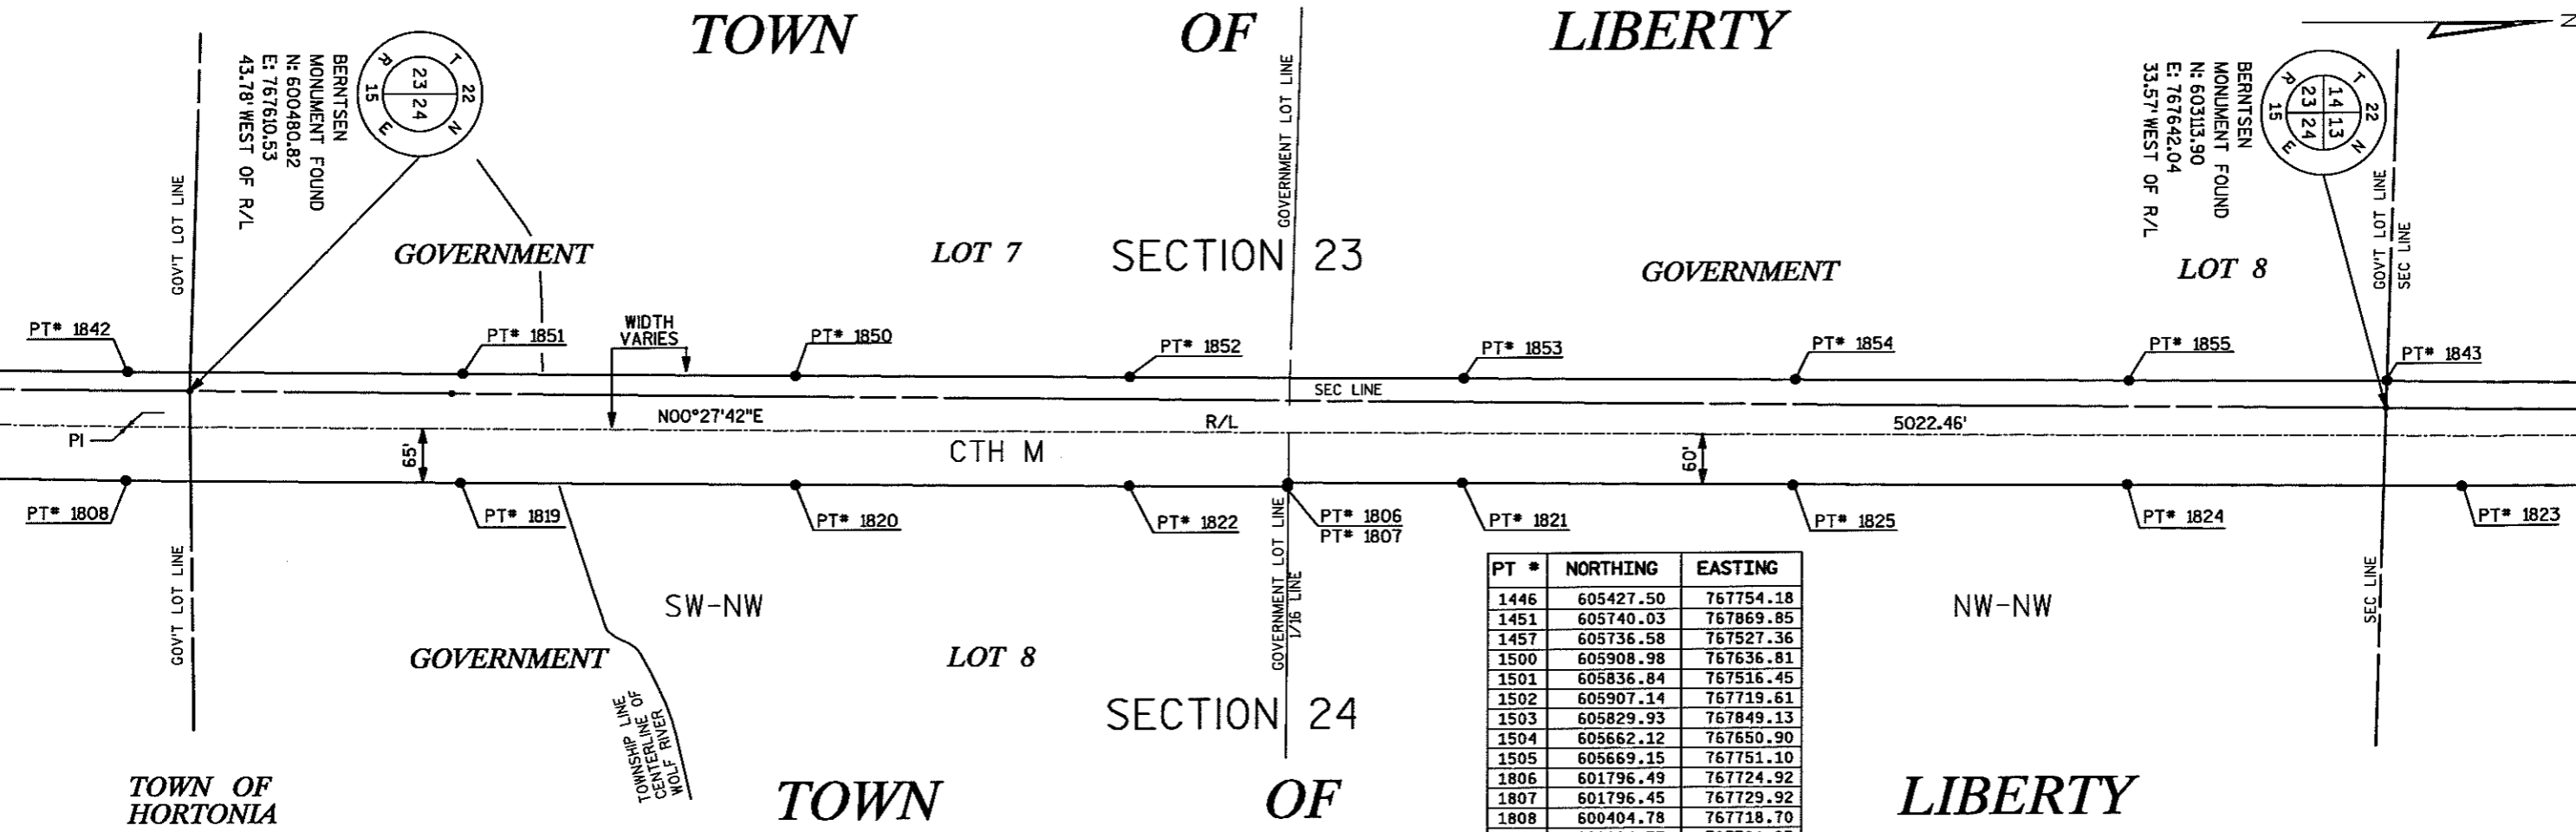 TOWN OF LIBERTY
N
BERNTSEN
MONUMENT FOUND
N: 600480.82
E: 767610.53
43.78' WEST OF R/L
T 22 N
R 15 E
23 24
BERNTSEN
MONUMENT FOUND
N: 603113.90
E: 767642.04
33.57' WEST OF R/L
T 22 N
R 15 E
14 13
23 24
GOV'T LOT LINE
GOVERNMENT LOT LINE
GOV'T LOT LINE
SEC LINE
GOVERNMENT LOT 7
SECTION 23
GOVERNMENT LOT 8
PT# 1842
PT# 1851
WIDTH
VARIES
PT# 1850
PT# 1852
PT# 1853
PT# 1854
PT# 1855
PT# 1843
SEC LINE
PI
N00°27'42"E
R/L
5022.46'
65'
CTH M
60'
PT# 1808
PT# 1819
PT# 1820
PT# 1822
PT# 1806
PT# 1807
PT# 1821
PT# 1825
PT# 1824
PT# 1823
GOV'T LOT LINE
GOVERNMENT LOT LINE
1/16 LINE
SEC LINE
SW-NW
NW-NW
GOVERNMENT LOT 8
SECTION 24
TOWNSHIP LINE
CENTERLINE OF
WOLF RIVER
PT # NORTHING EASTING
1446 605427.50 767754.18
1451 605740.03 767869.85
1457 605736.58 767527.36
1500 605908.98 767636.81
1501 605836.84 767516.45
1502 605907.14 767719.61
1503 605829.93 767849.13
1504 605662.12 767650.90
1505 605669.15 767751.10
1806 601796.49 767724.92
1807 601796.45 767729.92
1808 600404.78 767718.70
TOWN OF
HORTONIA
TOWN OF LIBERTY